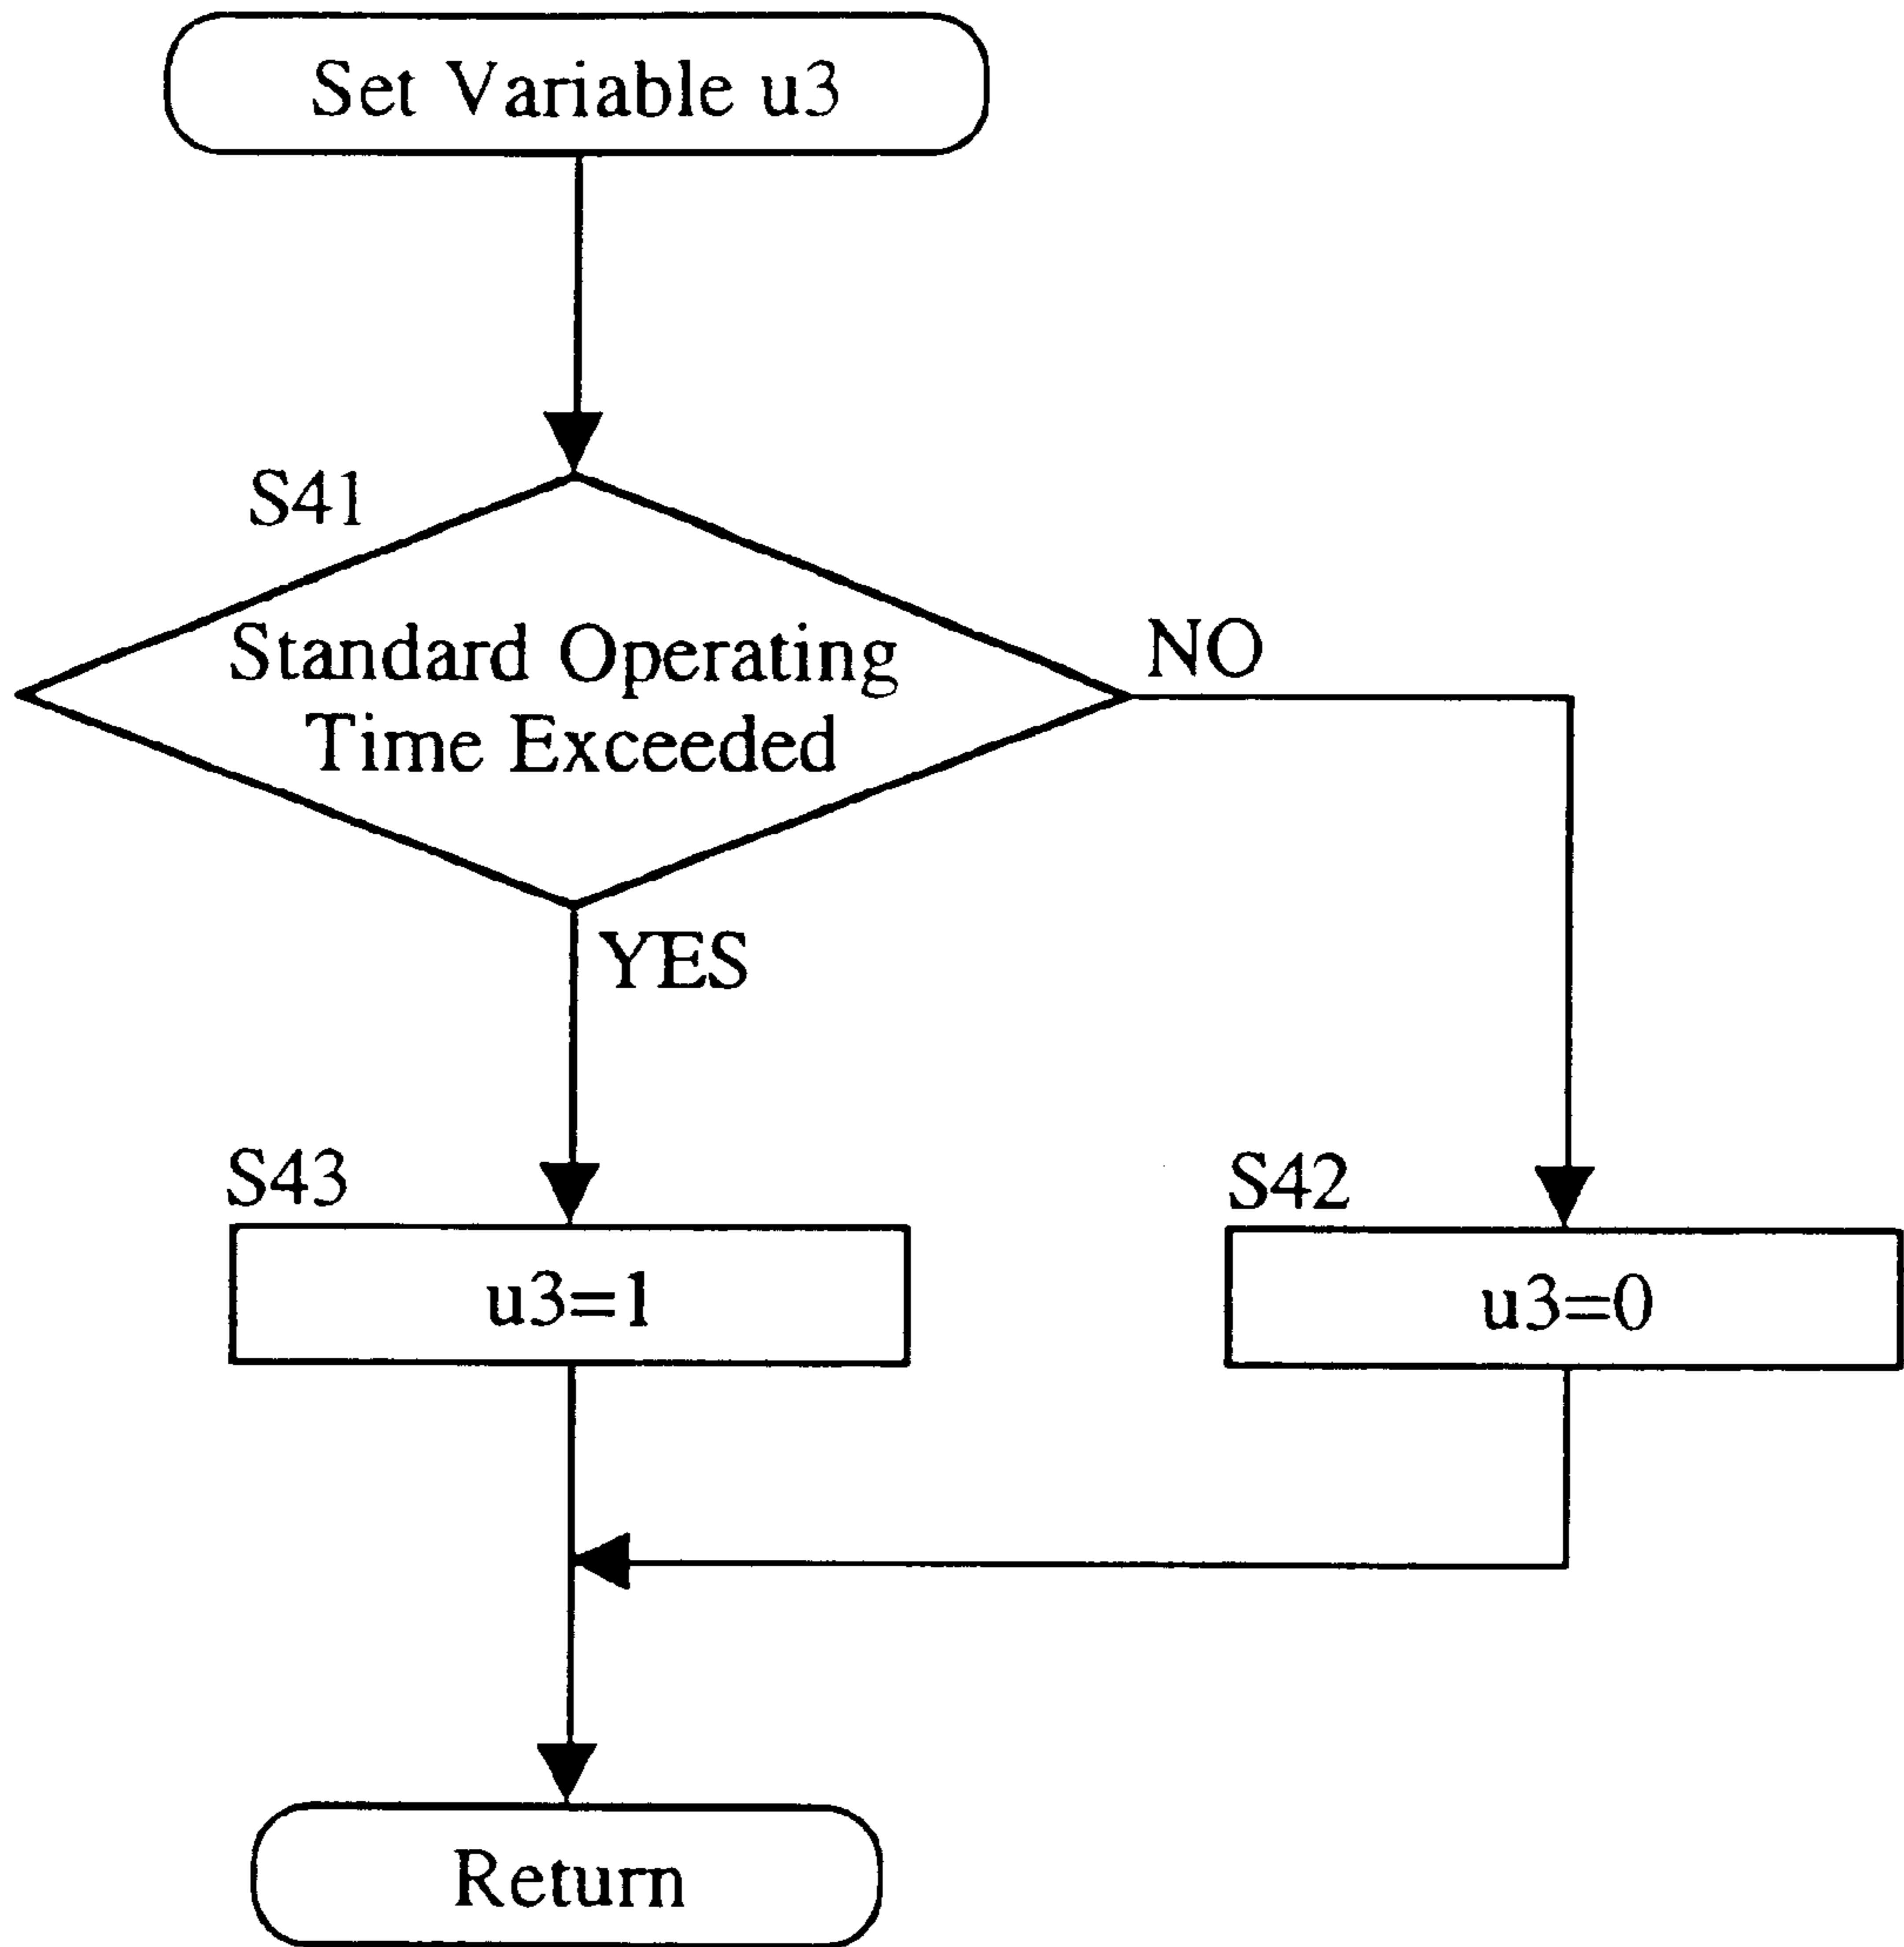 Set Variable u3
S41
Standard Operating
Time Exceeded
NO
YES
S43
S42
u3=1
u3=0
Return